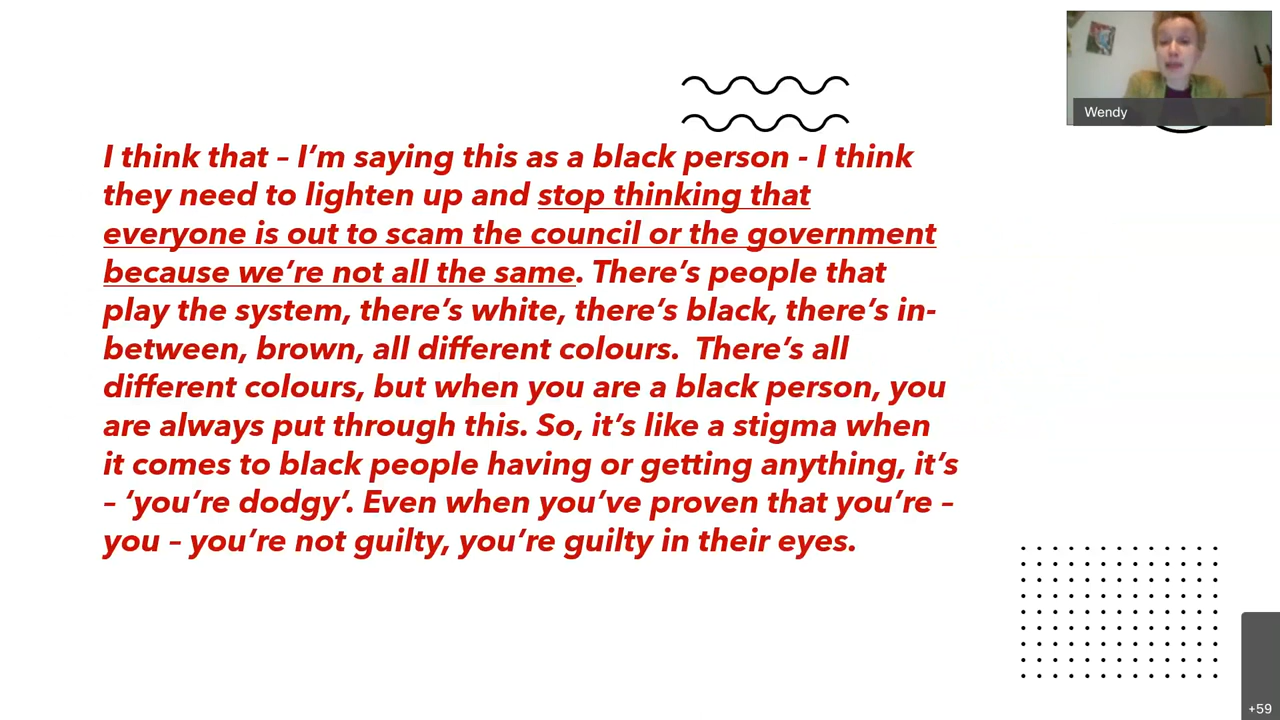 Wendy
I think that – I’m saying this as a black person - I think
they need to lighten up and stop thinking that
everyone is out to scam the council or the government
because we’re not all the same. There’s people that
play the system, there’s white, there’s black, there’s in-
between, brown, all different colours.  There’s all
different colours, but when you are a black person, you
are always put through this. So, it’s like a stigma when
it comes to black people having or getting anything, it’s
– ‘you’re dodgy’. Even when you’ve proven that you’re –
you – you’re not guilty, you’re guilty in their eyes.
+59